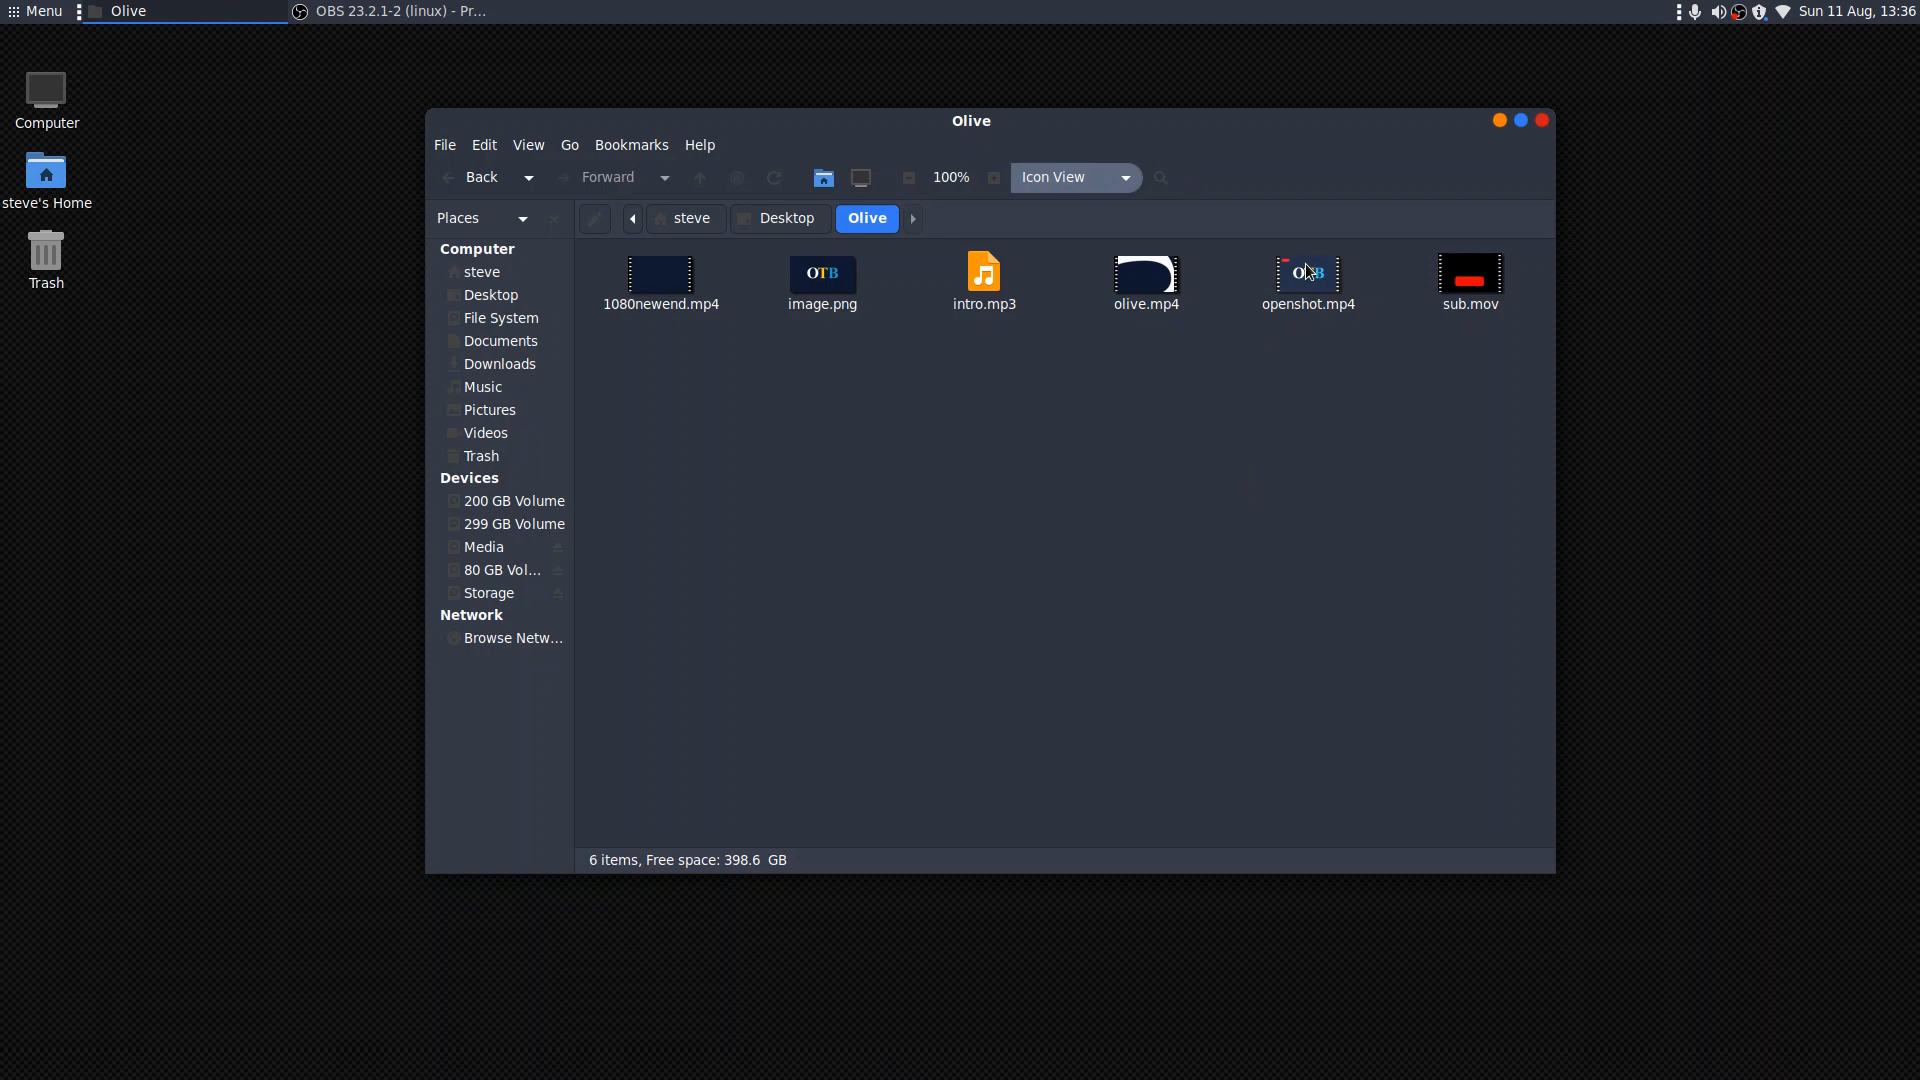 Menu
Olive
OBS 23.2.1-2 (linux) - Pr...
Sun 11 Aug, 13:36
Computer
steve's Home
Trash
Olive
File Edit View Go Bookmarks Help
Back Forward 100% Icon View
Places steve Desktop Olive
Computer
steve
Desktop
File System
Documents
Downloads
Music
Pictures
Videos
Trash
Devices
200 GB Volume
299 GB Volume
Media
80 GB Vol...
Storage
Network
Browse Netw...
OTB
1080newend.mp4 image.png intro.mp3 olive.mp4 openshot.mp4 sub.mov
6 items, Free space: 398.6 GB